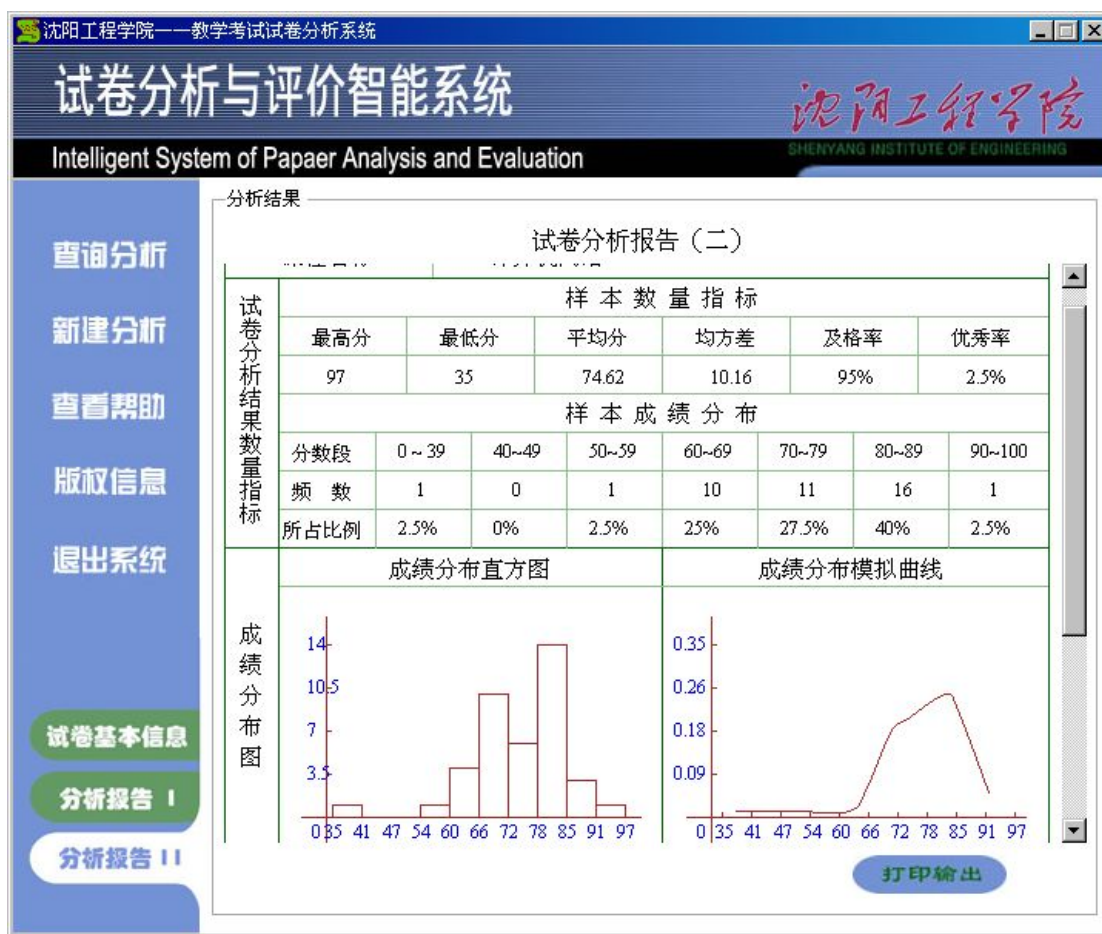 沈阳工程学院——教学考试试卷分析系统
试卷分析与评价智能系统
沈阳工程学院
Intelligent System of Papaer Analysis and Evaluation
SHENYANG INSTITUTE OF ENGINEERING
查询分析
新建分析
查看帮助
版权信息
退出系统
试卷基本信息
分析报告 I
分析报告 II
分析结果
试卷分析报告（二）
试卷分析结果数量指标
样 本 数 量 指 标
最高分 最低分 平均分 均方差 及格率 优秀率
97 35 74.62 10.16 95% 2.5%
样 本 成 绩 分 布
分数段 0~39 40~49 50~59 60~69 70~79 80~89 90~100
频 数 1 0 1 10 11 16 1
所占比例 2.5% 0% 2.5% 25% 27.5% 40% 2.5%
成绩分布图
成绩分布直方图
14
10.5
7
3.5
0 35 41 47 54 60 66 72 78 85 91 97
成绩分布模拟曲线
0.35
0.26
0.18
0.09
0 35 41 47 54 60 66 72 78 85 91 97
打印输出